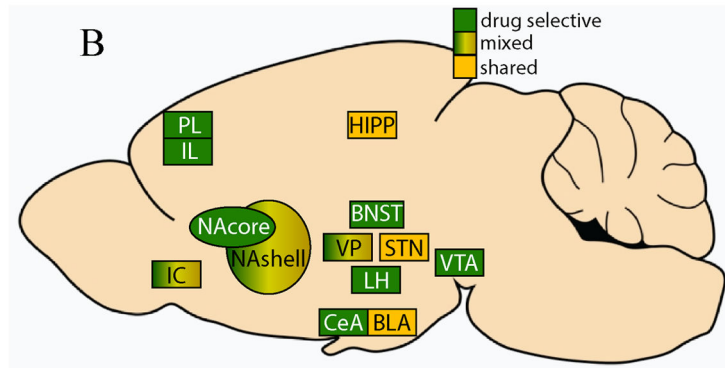 B
drug selective
mixed
shared
PL
IL
HIPP
NAcore
NAshell
IC
BNST
VP
STN
LH
VTA
CeA
BLA